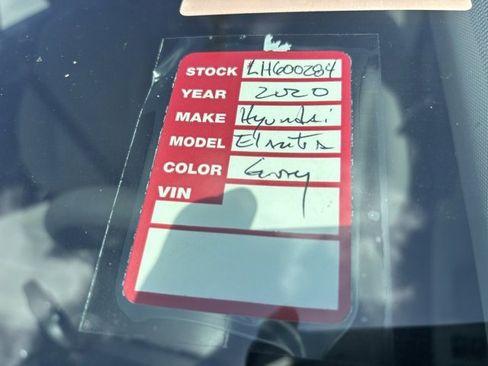 STOCK LH600284
YEAR 2020
MAKE Hyundai
MODEL Elantra
COLOR Grey
VIN